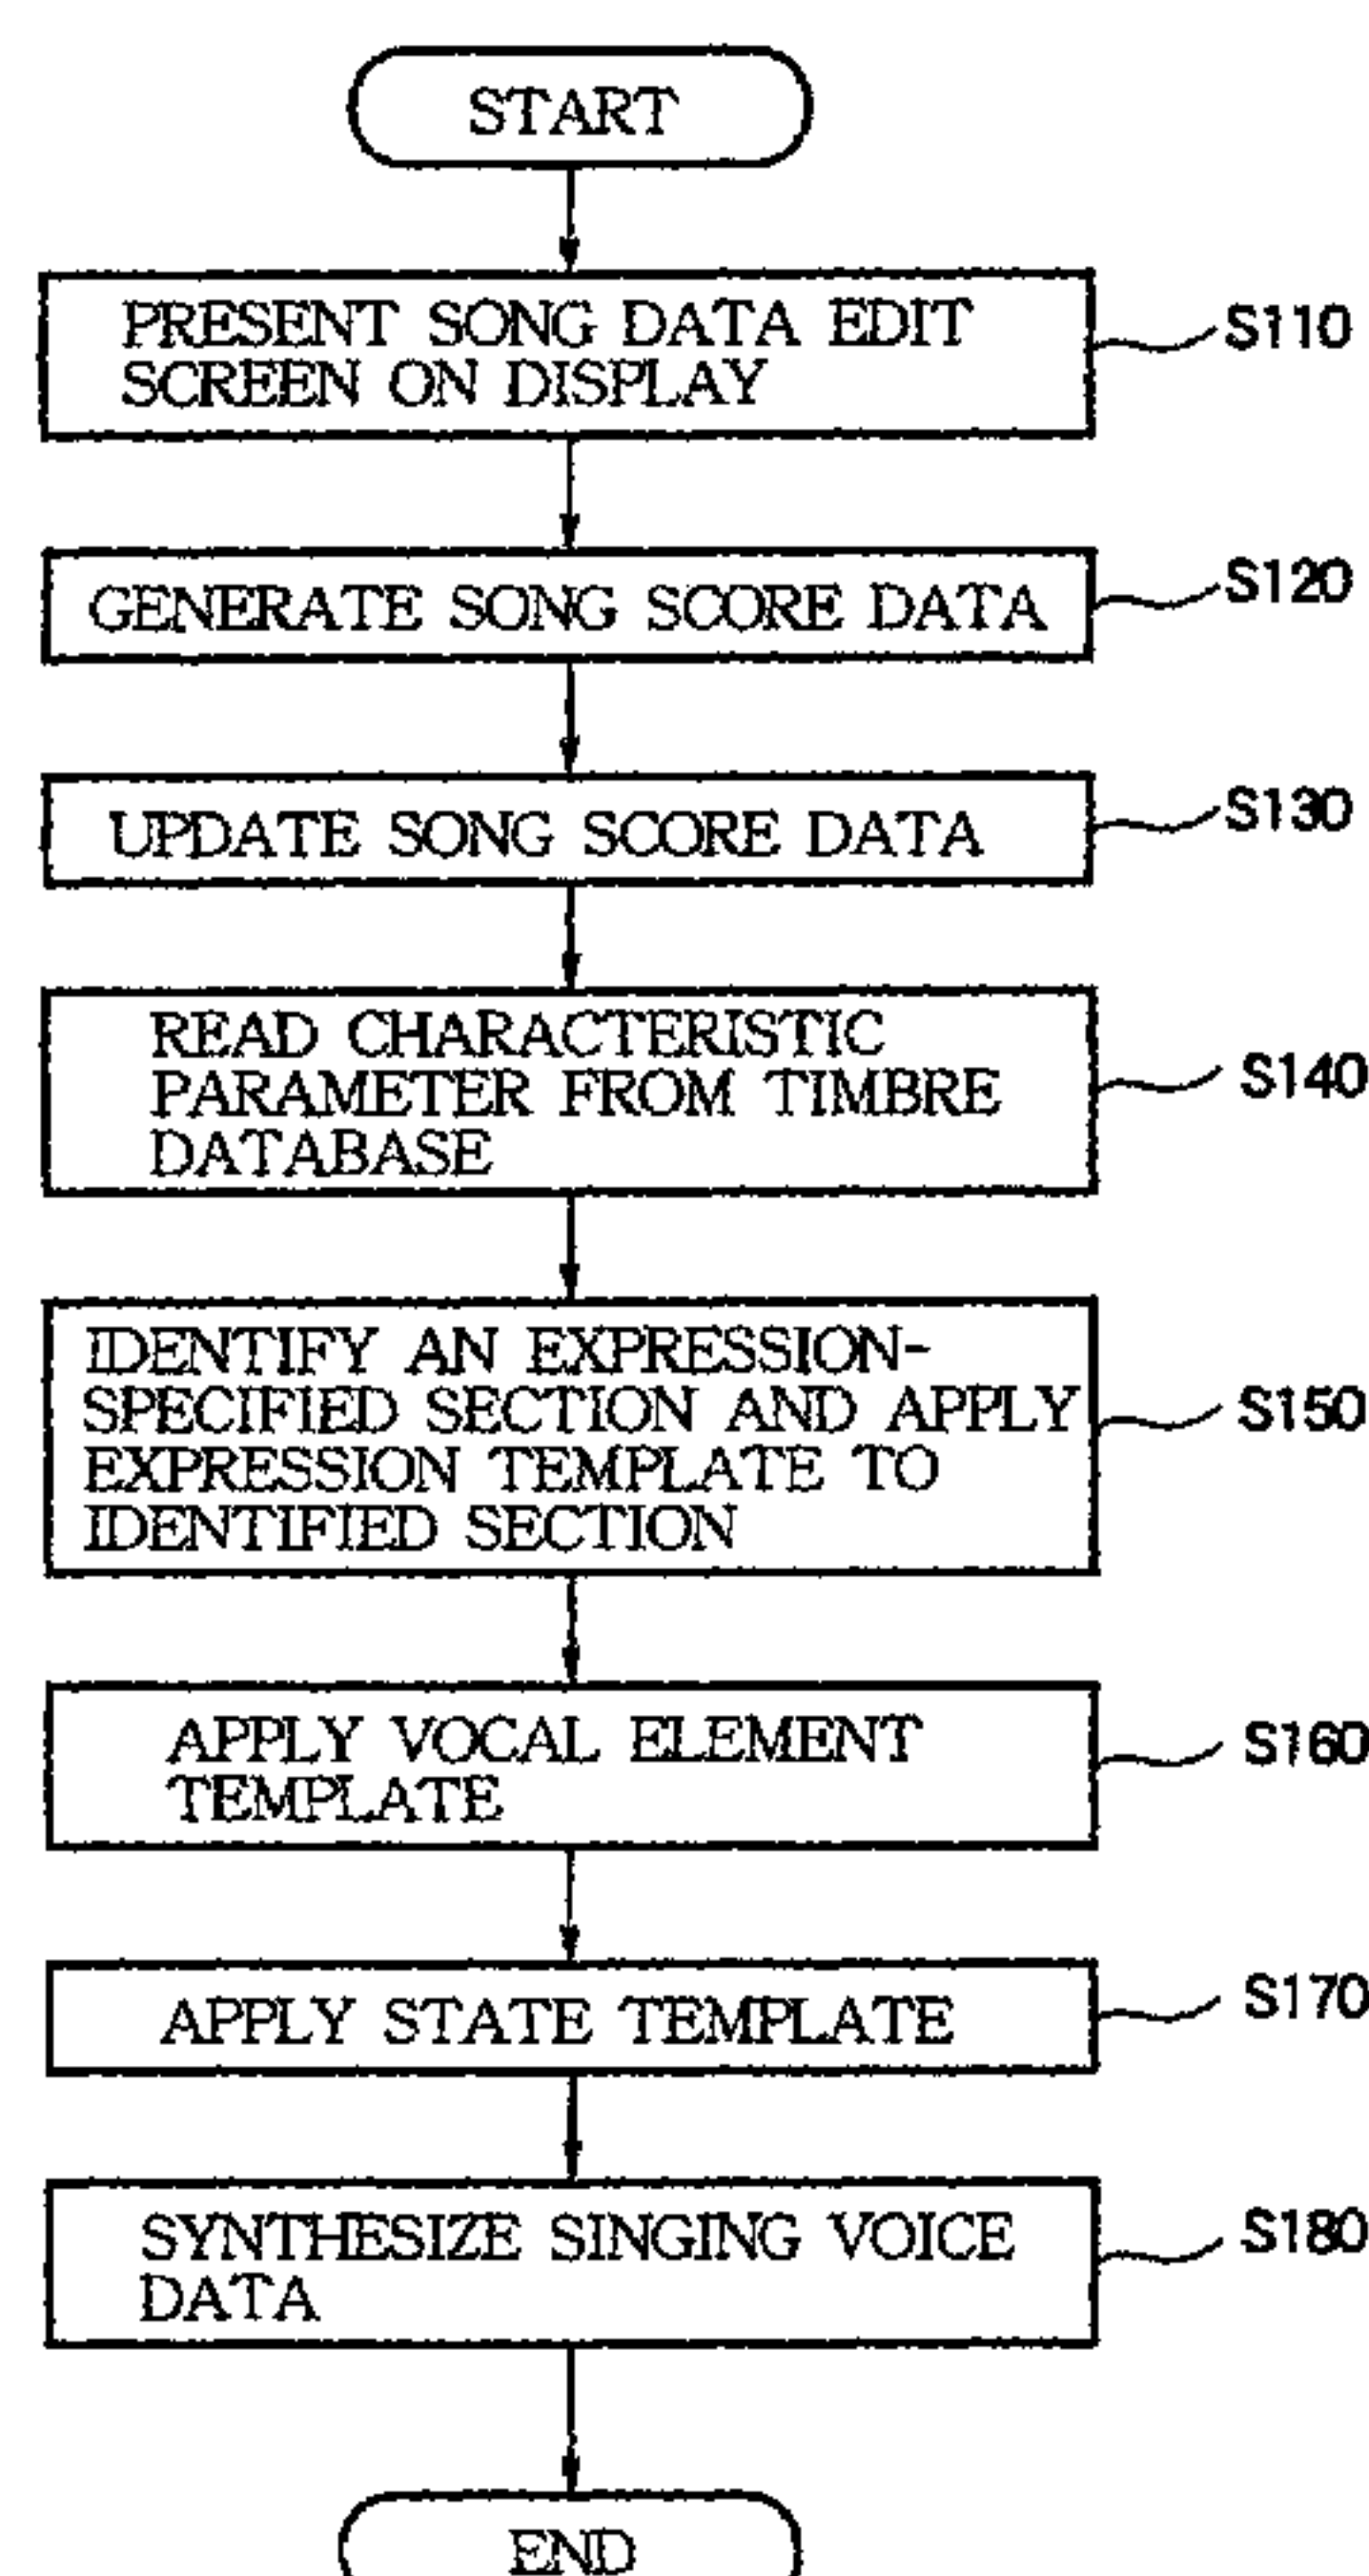 START
PRESENT SONG DATA EDIT
SCREEN ON DISPLAY
S110
GENERATE SONG SCORE DATA
S120
UPDATE SONG SCORE DATA
S130
READ CHARACTERISTIC
PARAMETER FROM TIMBRE
DATABASE
S140
IDENTIFY AN EXPRESSION-
SPECIFIED SECTION AND APPLY
EXPRESSION TEMPLATE TO
IDENTIFIED SECTION
S150
APPLY VOCAL ELEMENT
TEMPLATE
S160
APPLY STATE TEMPLATE
S170
SYNTHESIZE SINGING VOICE
DATA
S180
END